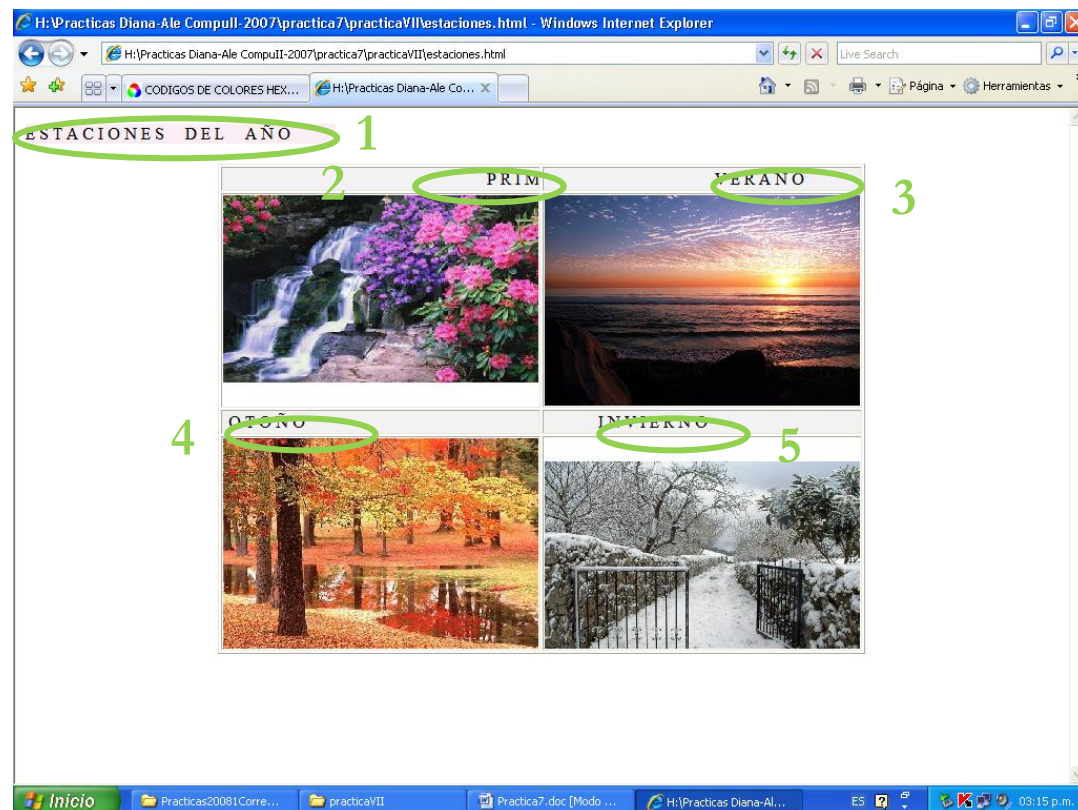 H:\Practicas Diana-Ale CompuII-2007\practica7\practicaVII\estaciones.html - Windows Internet Explorer
H:\Practicas Diana-Ale CompuII-2007\practica7\practicaVII\estaciones.html
Live Search
CODIGOS DE COLORES HEX...
H:\Practicas Diana-Ale Co...
Página
Herramientas
ESTACIONES DEL AÑO
1
2
PRIM
VERANO
3
4
OTOÑO
INVIERNO
5
Inicio
Practicas20081Corre...
practicaVII
Practica7.doc [Modo ...
H:\Practicas Diana-Al...
ES
03:15 p.m.